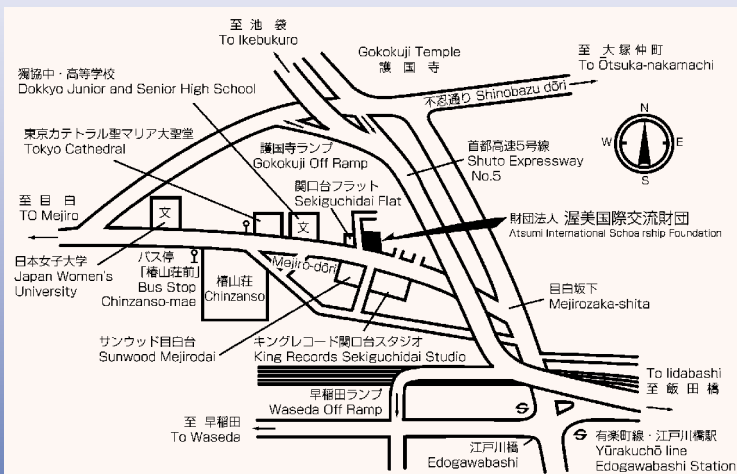 至 池 袋
To Ikebukuro
Gokokuji Temple
護 国 寺
至 大 塚 仲 町
To Ōtsuka-nakamachi
獨協中・高等学校
Dokkyo Junior and Senior High School
不忍通り Shinobazu dōri
N
W
E
S
東京カテトラル聖マリア大聖堂
Tokyo Cathedral
護国寺ランプ
Gokokuji Off Ramp
首都高速5号線
Shuto Expressway
No.5
至 目 白
TO Mejiro
関口台フラット
Sekiguchidai Flat
文
文
財団法人 渥美国際交流財団
Atsumi International Schoarship Foundation
日本女子大学
Japan Women's
University
バス停
「椿山荘前」
Bus Stop
Chinzanso-mae
椿山荘
Chinzanso
Mejiro-dōri
目白坂下
Mejirozaka-shita
サンウッド目白台
Sunwood Mejirodai
キングレコード関口台スタジオ
King Records Sekiguchidai Studio
To Iidabashi
至 飯 田 橋
早稲田ランプ
Waseda Off Ramp
至 早稲田
To Waseda
江戸川橋
Edogawabashi
有楽町線・江戸川橋駅
Yūrakuchō line
Edogawabashi Station